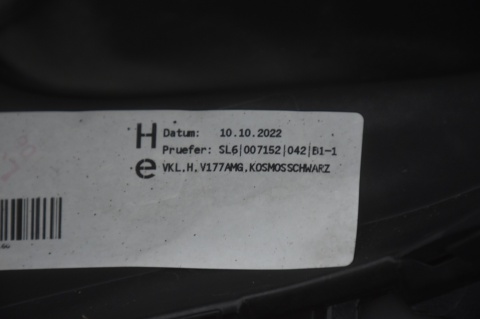 H
e
Datum: 10.10.2022
Pruefer: SL6|007152|042|B1-1
VKL.H.V177AMG.KOSMOSSCHWARZ